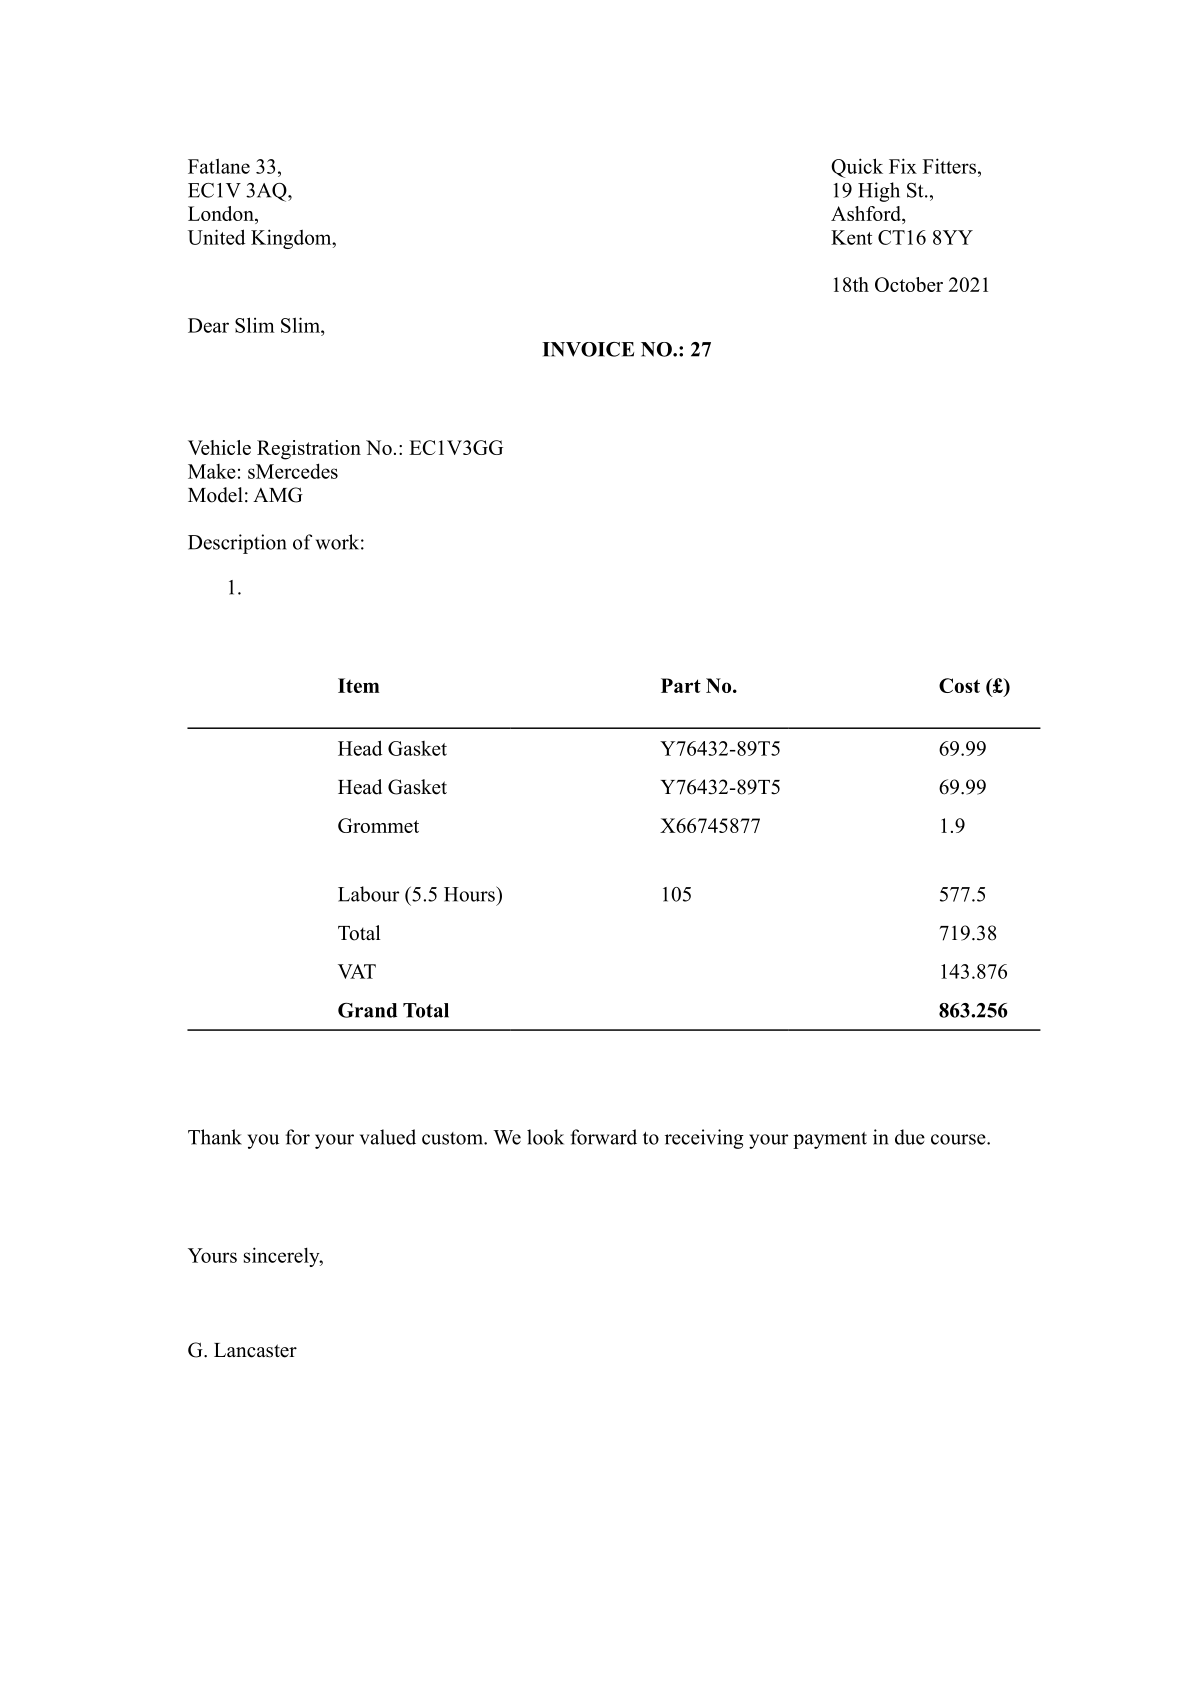 Fatlane 33,
EC1V 3AQ,
London,
United Kingdom,
Quick Fix Fitters,
19 High St.,
Ashford,
Kent CT16 8YY
18th October 2021
Dear Slim Slim,
INVOICE NO.: 27
Vehicle Registration No.: EC1V3GG
Make: sMercedes
Model: AMG
Description of work:
1.
Item Part No. Cost (£)
Head Gasket Y76432-89T5 69.99
Head Gasket Y76432-89T5 69.99
Grommet X66745877 1.9
Labour (5.5 Hours) 105 577.5
Total 719.38
VAT 143.876
Grand Total 863.256
Thank you for your valued custom. We look forward to receiving your payment in due course.
Yours sincerely,
G. Lancaster